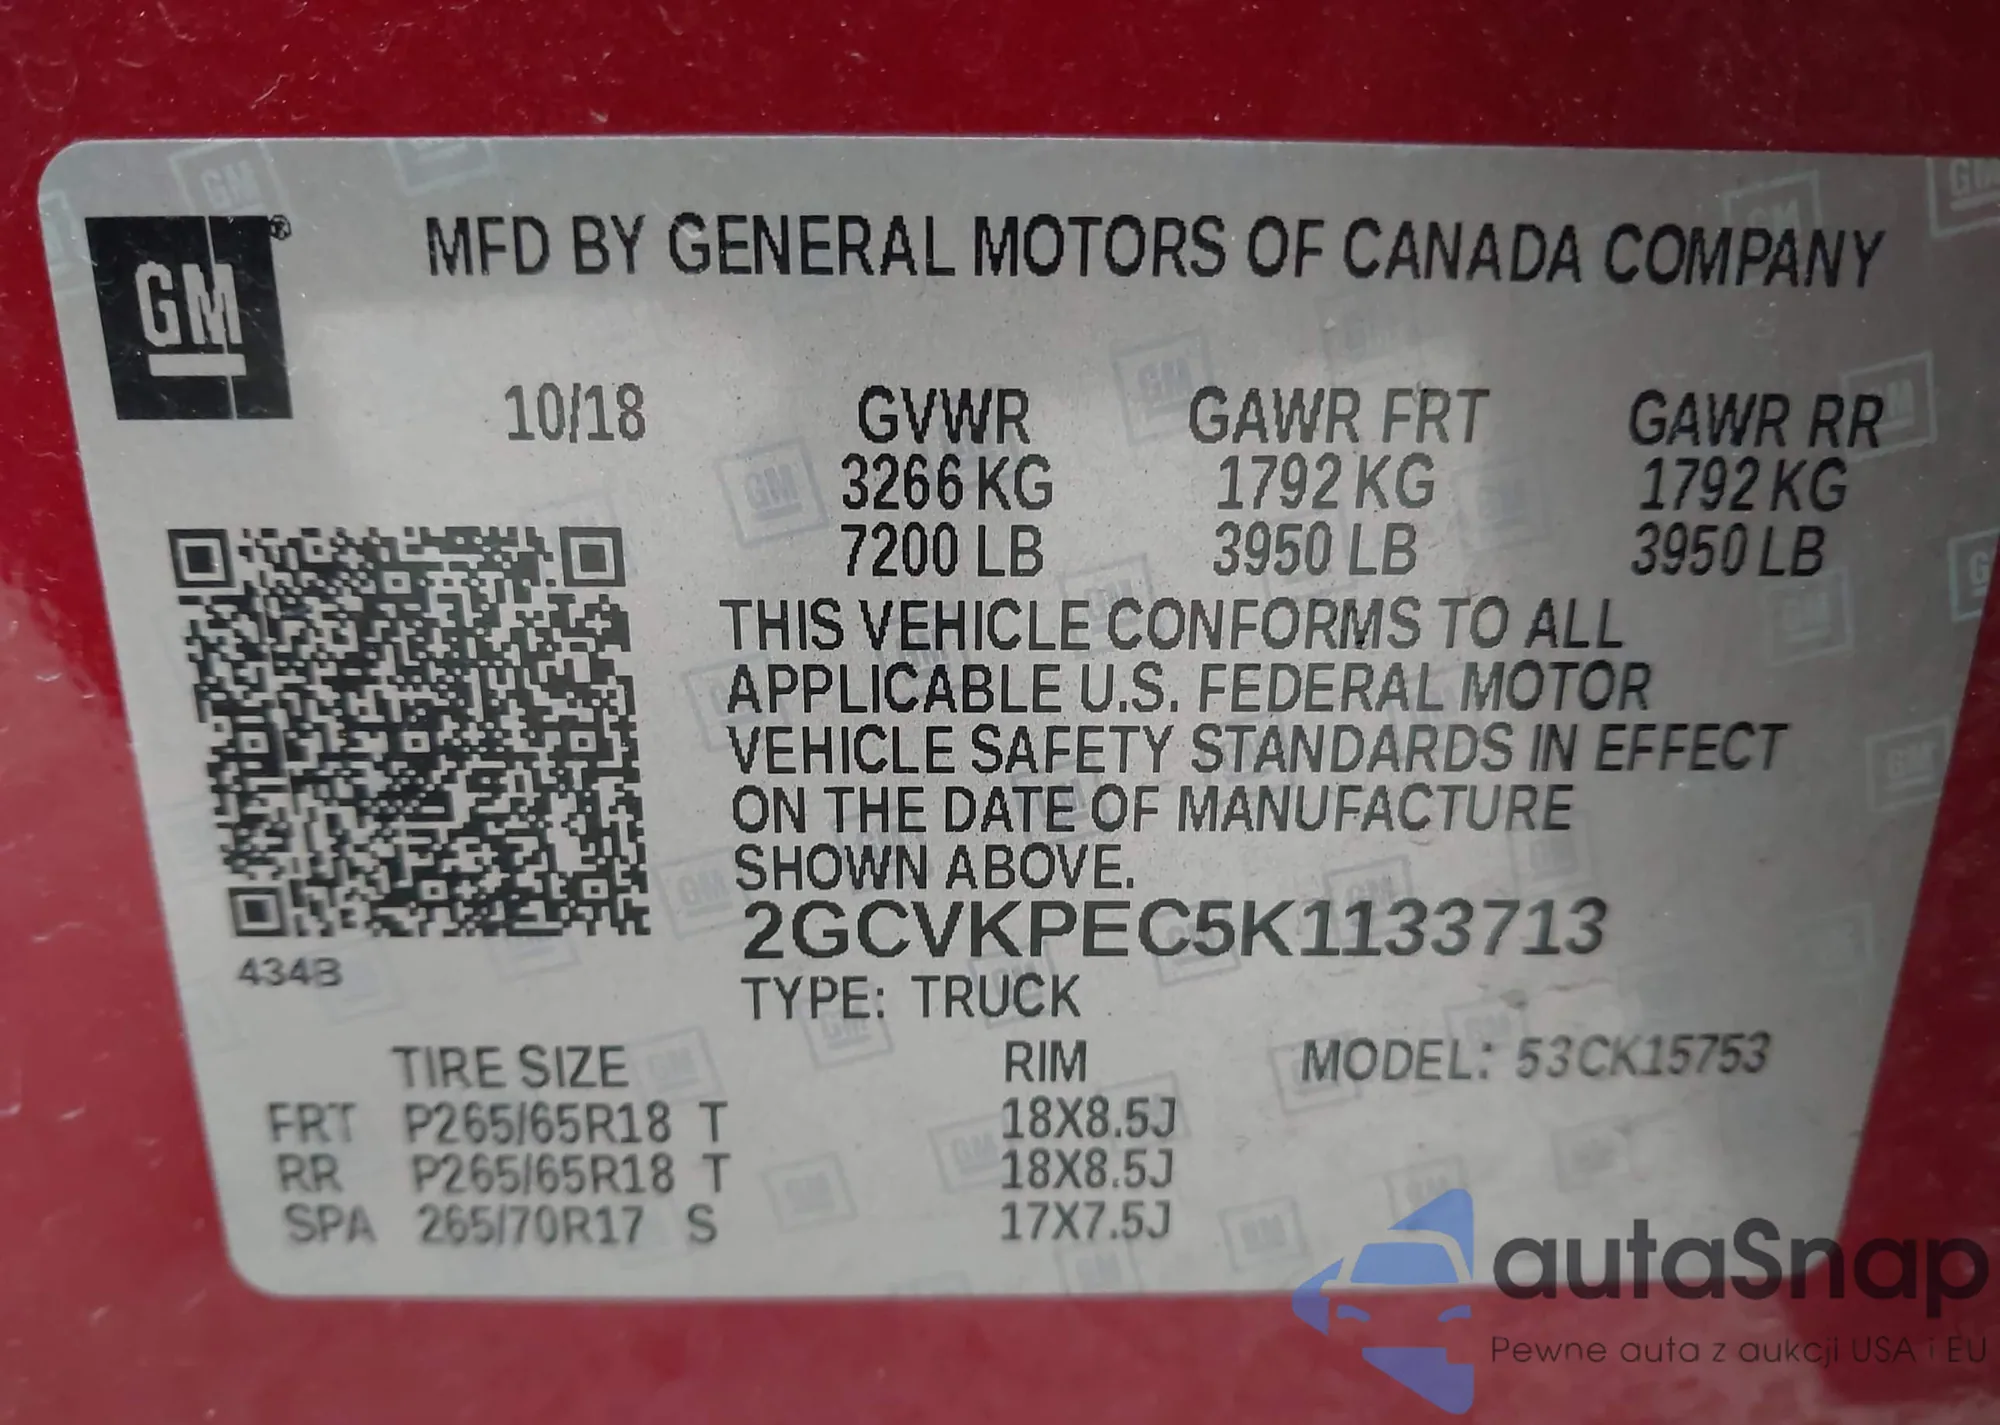 GM®
MFD BY GENERAL MOTORS OF CANADA COMPANY
10/18 GVWR GAWR FRT GAWR RR
3266 KG 1792 KG 1792 KG
7200 LB 3950 LB 3950 LB
THIS VEHICLE CONFORMS TO ALL
APPLICABLE U.S. FEDERAL MOTOR
VEHICLE SAFETY STANDARDS IN EFFECT
ON THE DATE OF MANUFACTURE
SHOWN ABOVE.
2GCVKPEC5K1133713
434B
TYPE: TRUCK
TIRE SIZE RIM MODEL: 53CK15753
FRT P265/65R18 T 18X8.5J
RR P265/65R18 T 18X8.5J
SPA 265/70R17 S 17X7.5J
autaSnap
Pewne auta z aukcji USA i EU